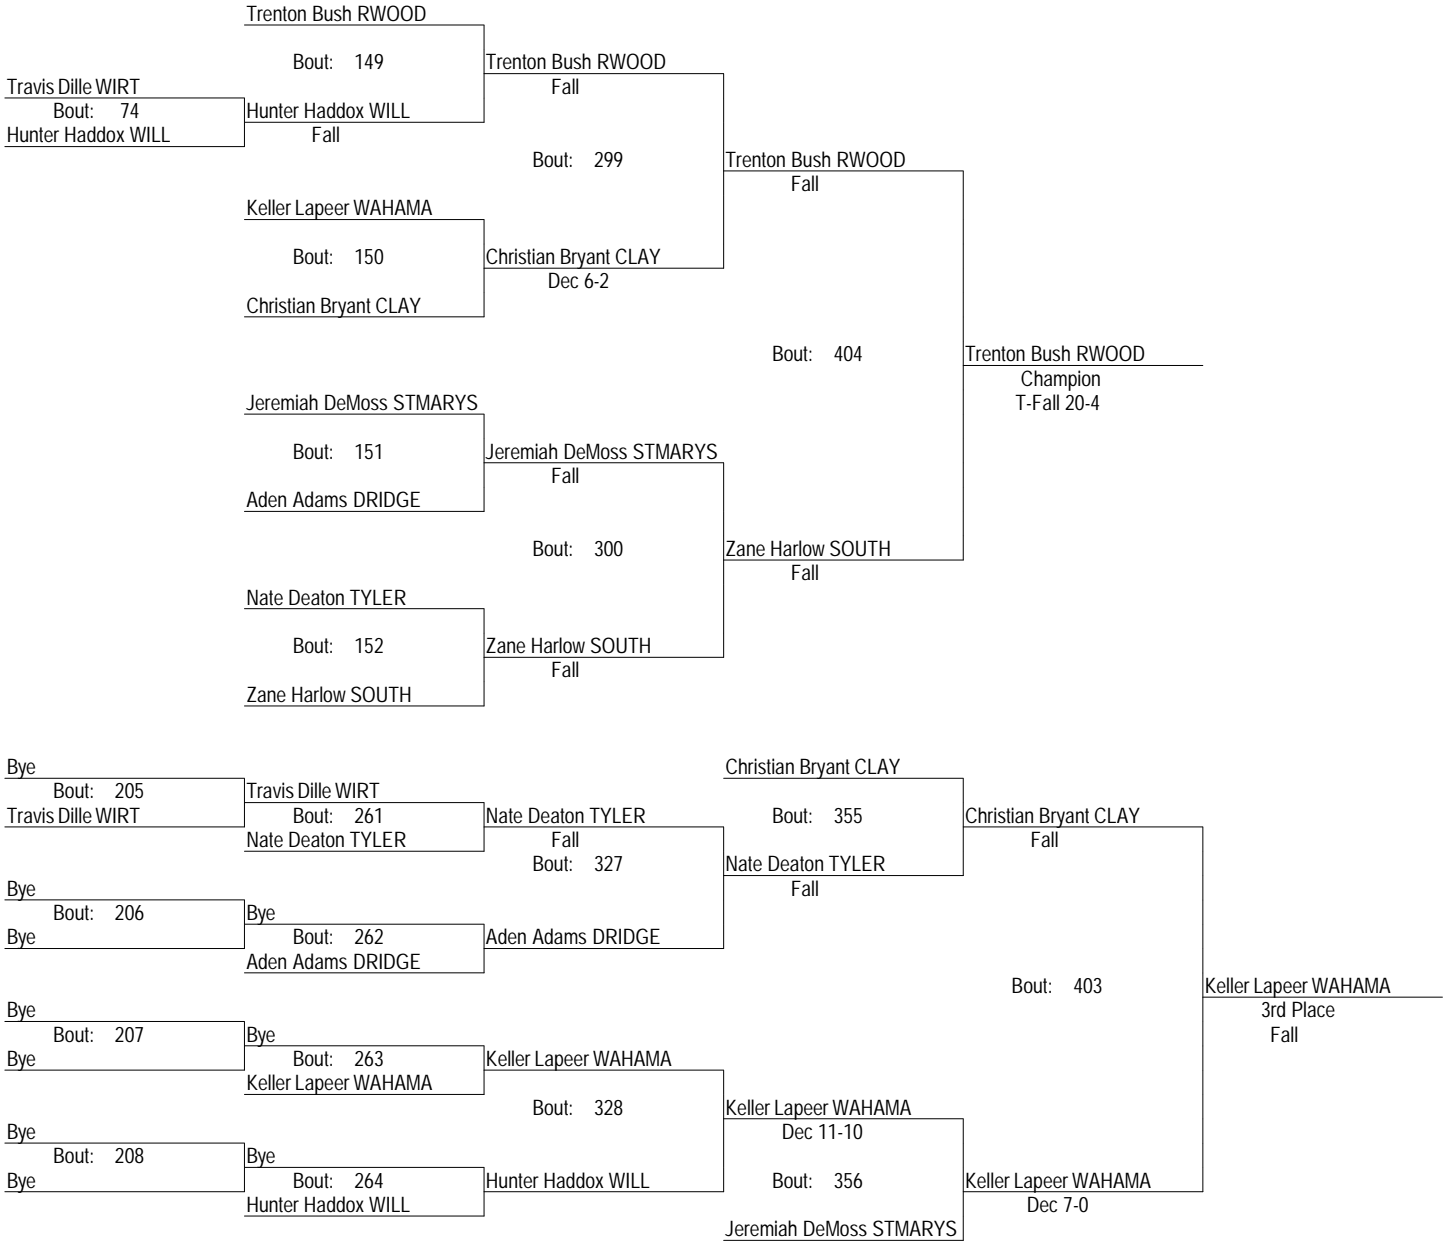 Trenton Bush RWOOD
Bout: 149
Trenton Bush RWOOD
Fall
Travis Dille WIRT
Bout: 74
Hunter Haddox WILL
Hunter Haddox WILL
Fall
Bout: 299
Trenton Bush RWOOD
Fall
Keller Lapeer WAHAMA
Bout: 150
Christian Bryant CLAY
Dec 6-2
Christian Bryant CLAY
Bout: 404
Trenton Bush RWOOD
Champion
T-Fall 20-4
Jeremiah DeMoss STMARYS
Bout: 151
Jeremiah DeMoss STMARYS
Fall
Aden Adams DRIDGE
Bout: 300
Zane Harlow SOUTH
Fall
Nate Deaton TYLER
Bout: 152
Zane Harlow SOUTH
Fall
Zane Harlow SOUTH
Bye
Bout: 205
Travis Dille WIRT
Travis Dille WIRT
Bout: 261
Nate Deaton TYLER
Nate Deaton TYLER
Fall
Bout: 327
Christian Bryant CLAY
Bout: 355
Nate Deaton TYLER
Fall
Christian Bryant CLAY
Fall
Bye
Bout: 206
Bye
Bye
Bout: 262
Aden Adams DRIDGE
Aden Adams DRIDGE
Bout: 403
Keller Lapeer WAHAMA
3rd Place
Fall
Bye
Bout: 207
Bye
Bye
Bout: 263
Keller Lapeer WAHAMA
Keller Lapeer WAHAMA
Bout: 328
Keller Lapeer WAHAMA
Dec 11-10
Bye
Bout: 208
Bye
Bye
Bout: 264
Hunter Haddox WILL
Hunter Haddox WILL
Bout: 356
Keller Lapeer WAHAMA
Dec 7-0
Jeremiah DeMoss STMARYS